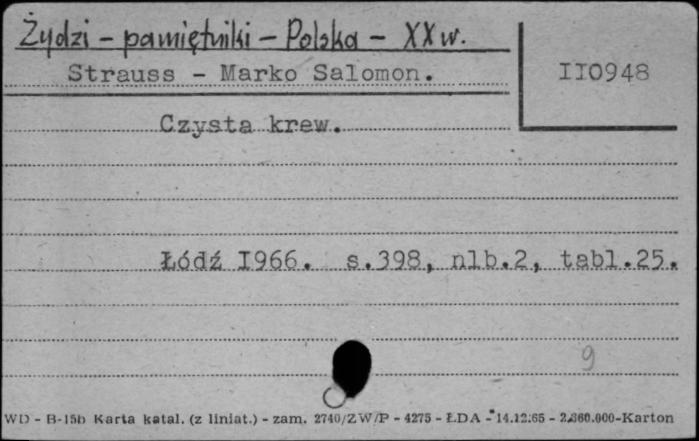 Żydzi - pamiętniki - Polska - XX w.
Strauss - Marko Salomon.
II0948
Czysta krew.
Łódź I966. s.398, nlb.2, tabl.25.
9
WD - B-15b Karta katal. (z liniat.) - zam. 2740/ZW/P - 4275 - ŁDA - 14.12.65 - 2.860.000-Karton